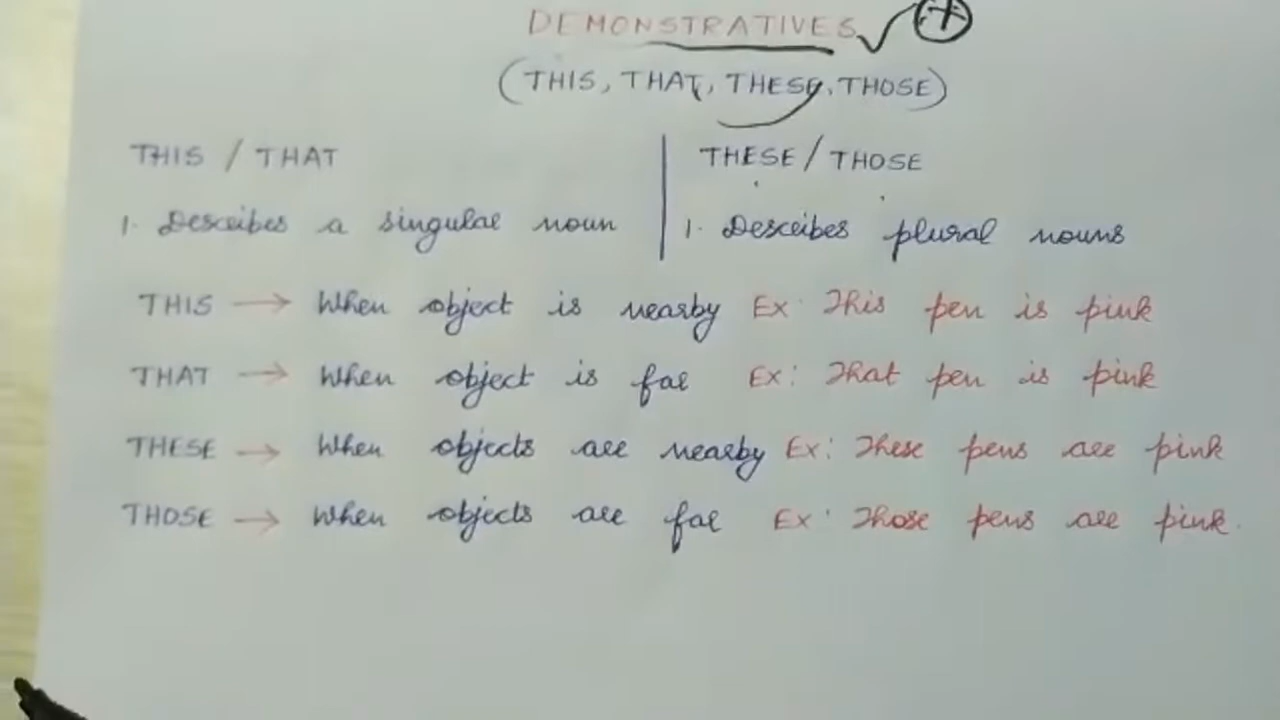 DEMONSTRATIVES
(THIS, THAT, THESE, THOSE)
THIS / THAT
THESE / THOSE
1. Describes a singular noun
1. Describes plural nouns
THIS → When object is nearby Ex: This pen is pink
THAT → When object is far Ex: That pen is pink
THESE → When objects are nearby Ex: These pens are pink
THOSE → When objects are far Ex: Those pens are pink.